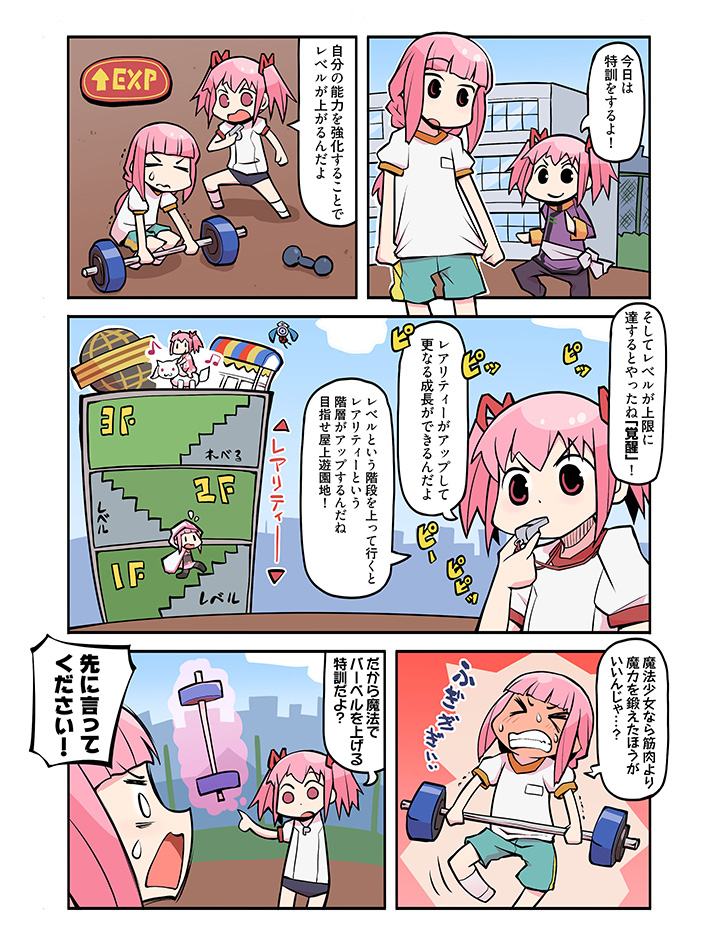 今日は
特訓をするよ！
自分の能力を強化することで
レベルが上がるんだよ
↑EXP
そしてレベルが上限に
達するとやったね「覚醒」！
レアリティーがアップして
更なる成長ができるんだよ
レベルという階段を上って行くと
レアリティーという
階層がアップするんだね
目指せ屋上遊園地！
ピッ
ピッ
ピピー
ピー
ピピッ
レアリティー
3F
れべる
2F
レベル
1F
レベル
魔法少女なら筋肉より
魔力を鍛えたほうが
いいんじゃ…？
だから魔法で
バーベルを上げる
特訓だよ？
先に言って
ください！